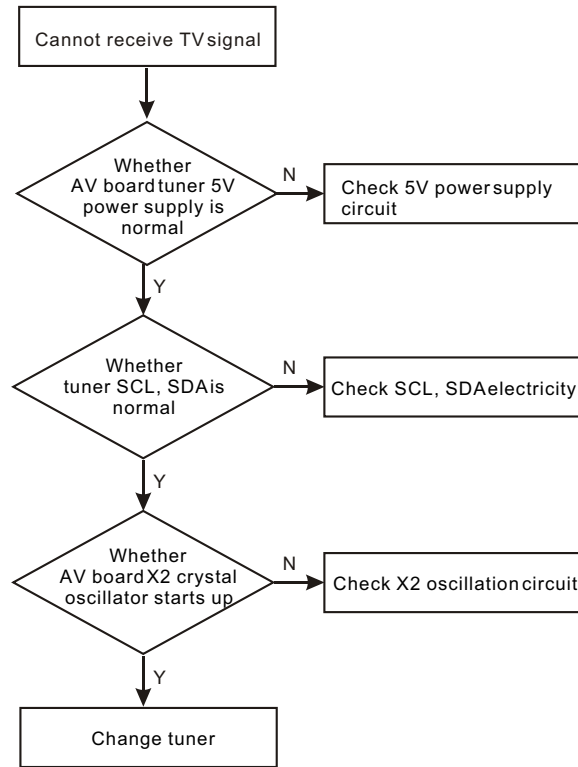 Cannot receive TV signal
Whether
AV board tuner 5V
power supply is
normal
N
Check 5V power supply
circuit
Y
Whether
tuner SCL, SDA is
normal
N
Check SCL, SDA electricity
Y
Whether
AV board X2 crystal
oscillator starts up
N
Check X2 oscillation circuit
Y
Change tuner